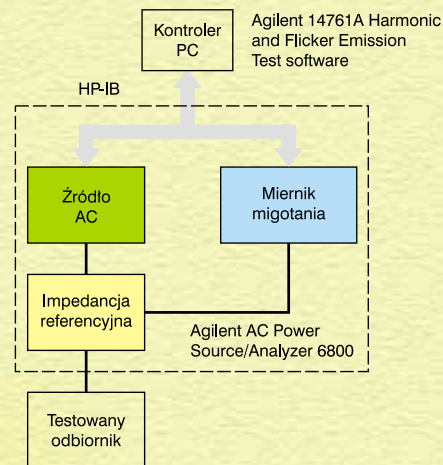 Kontroler
PC
Agilent 14761A Harmonic
and Flicker Emission
Test software
HP-IB
Źródło
AC
Miernik
migotania
Impedancja
referencyjna
Agilent AC Power
Source/Analyzer 6800
Testowany
odbiornik